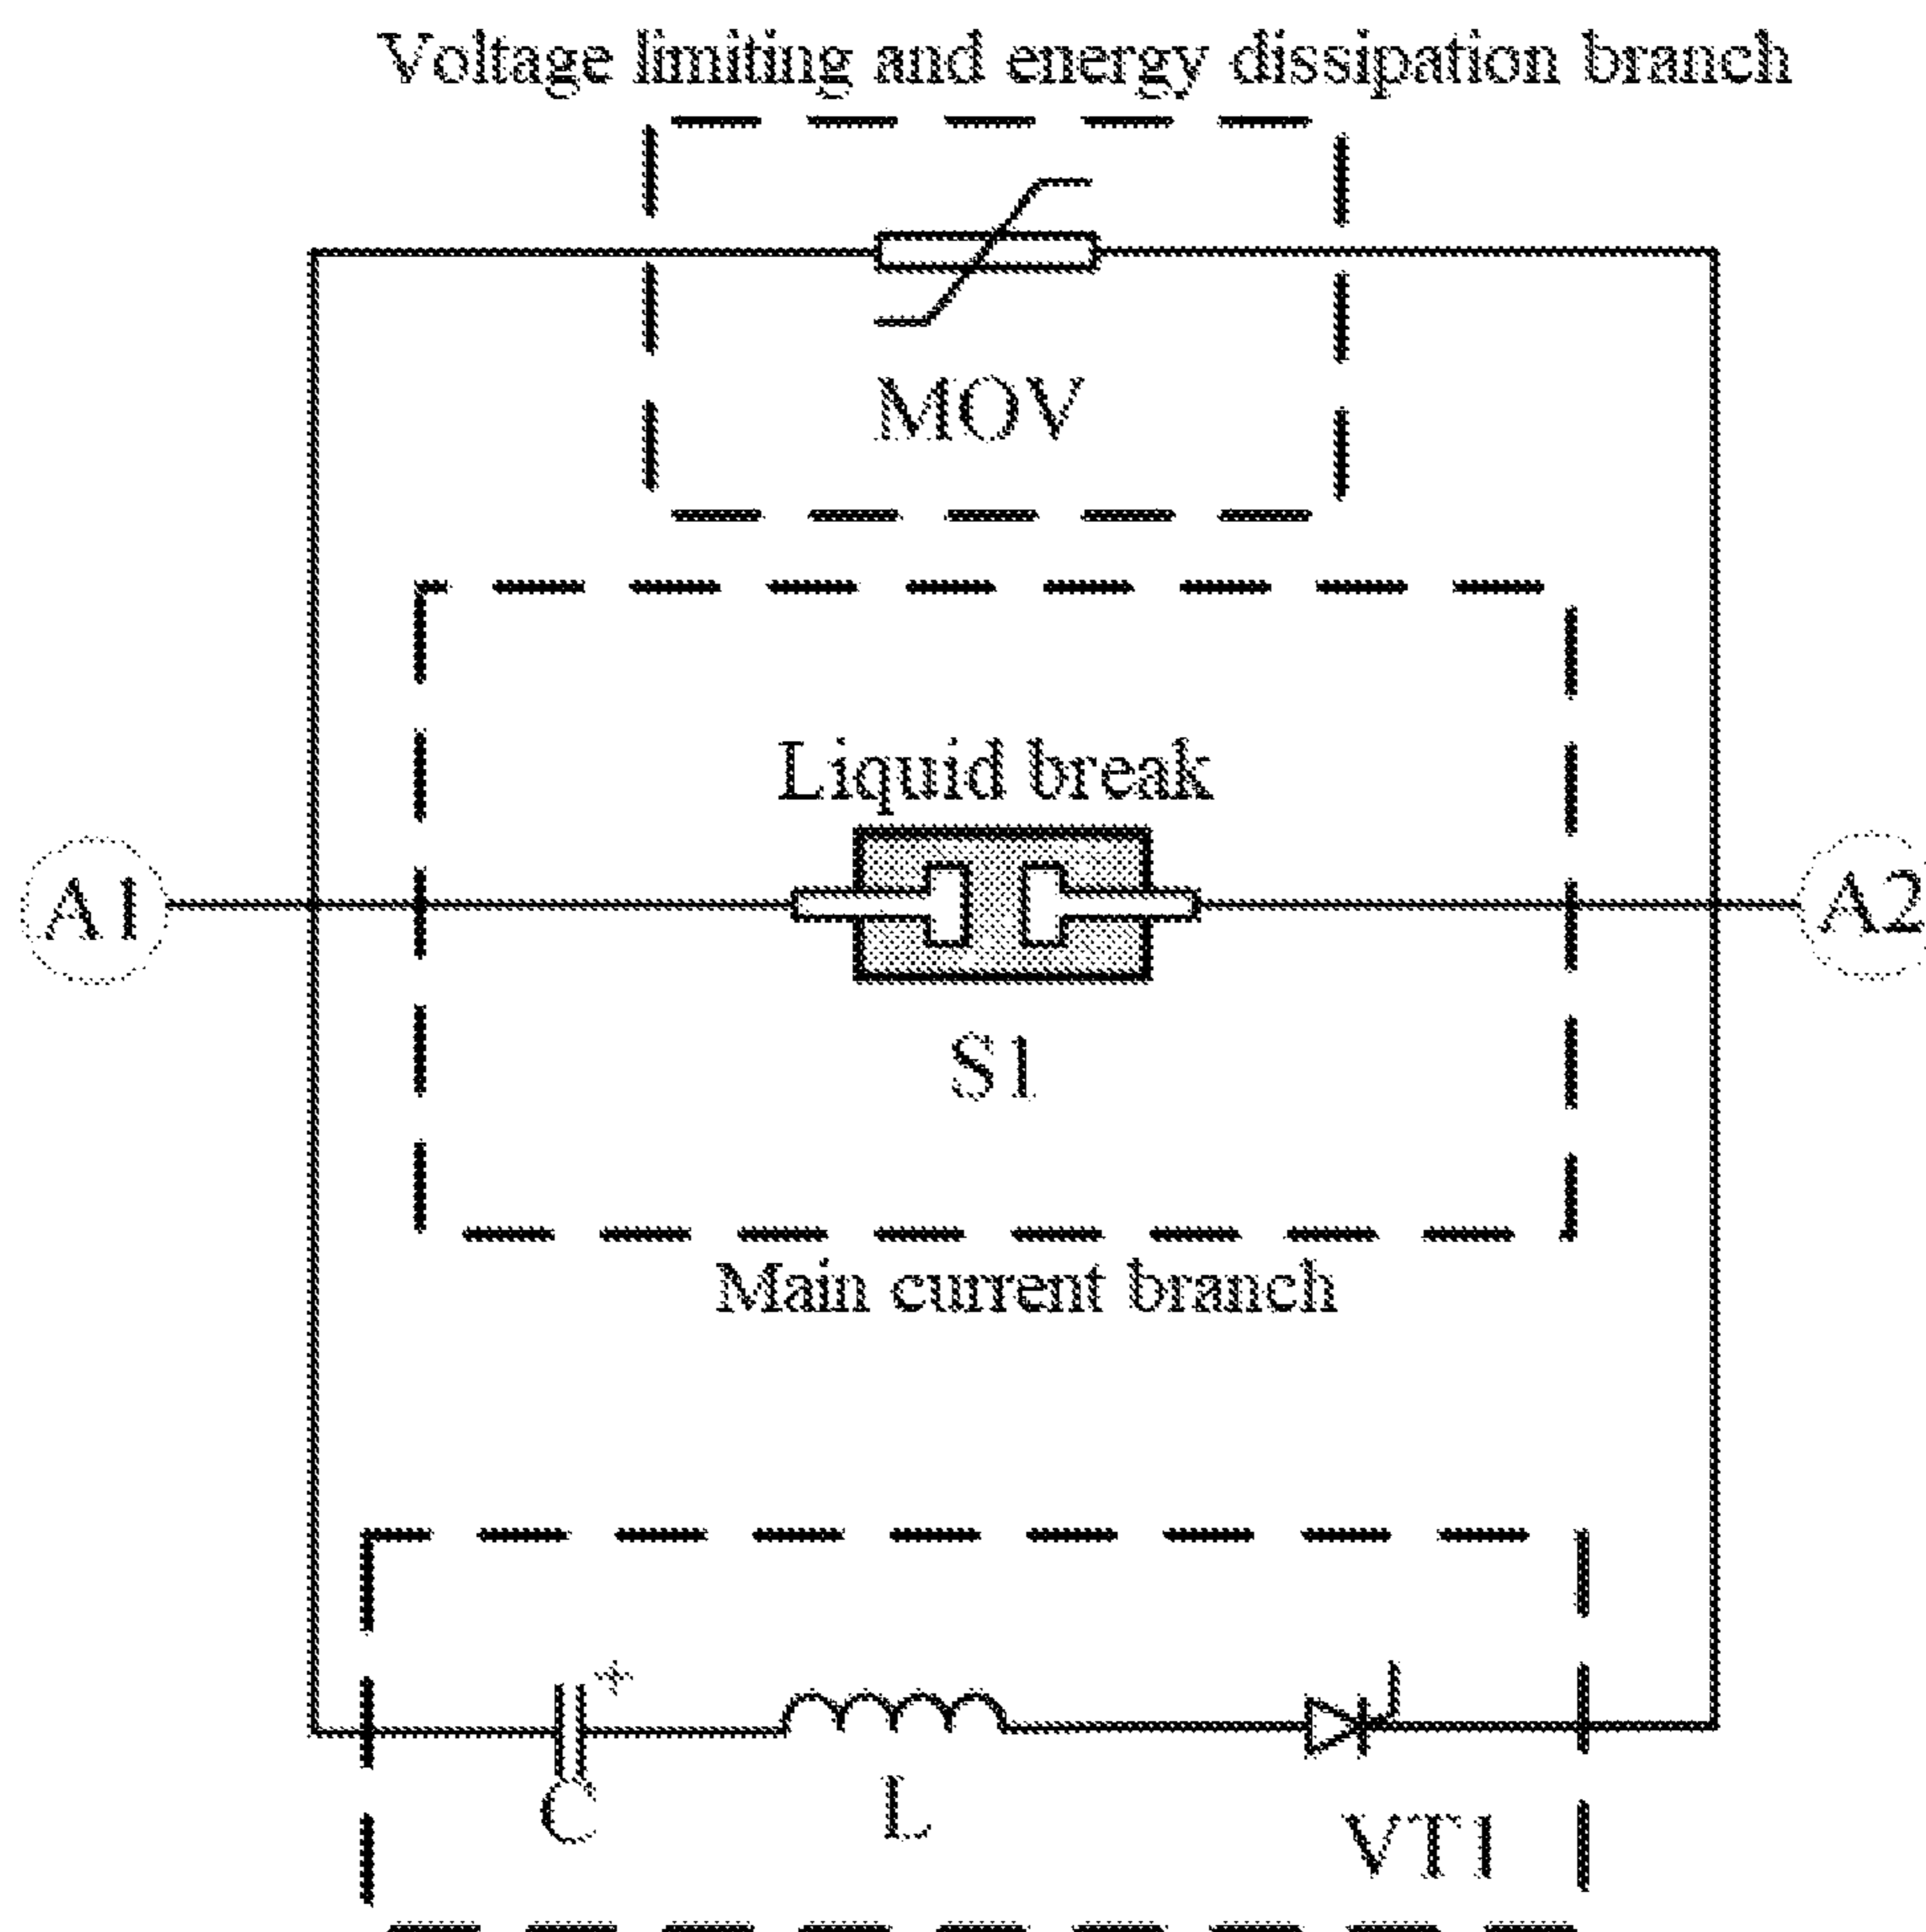 Voltage limiting and energy dissipation branch
MOV
Liquid break
A1
A2
S1
Main current branch
+
C
L
VT1